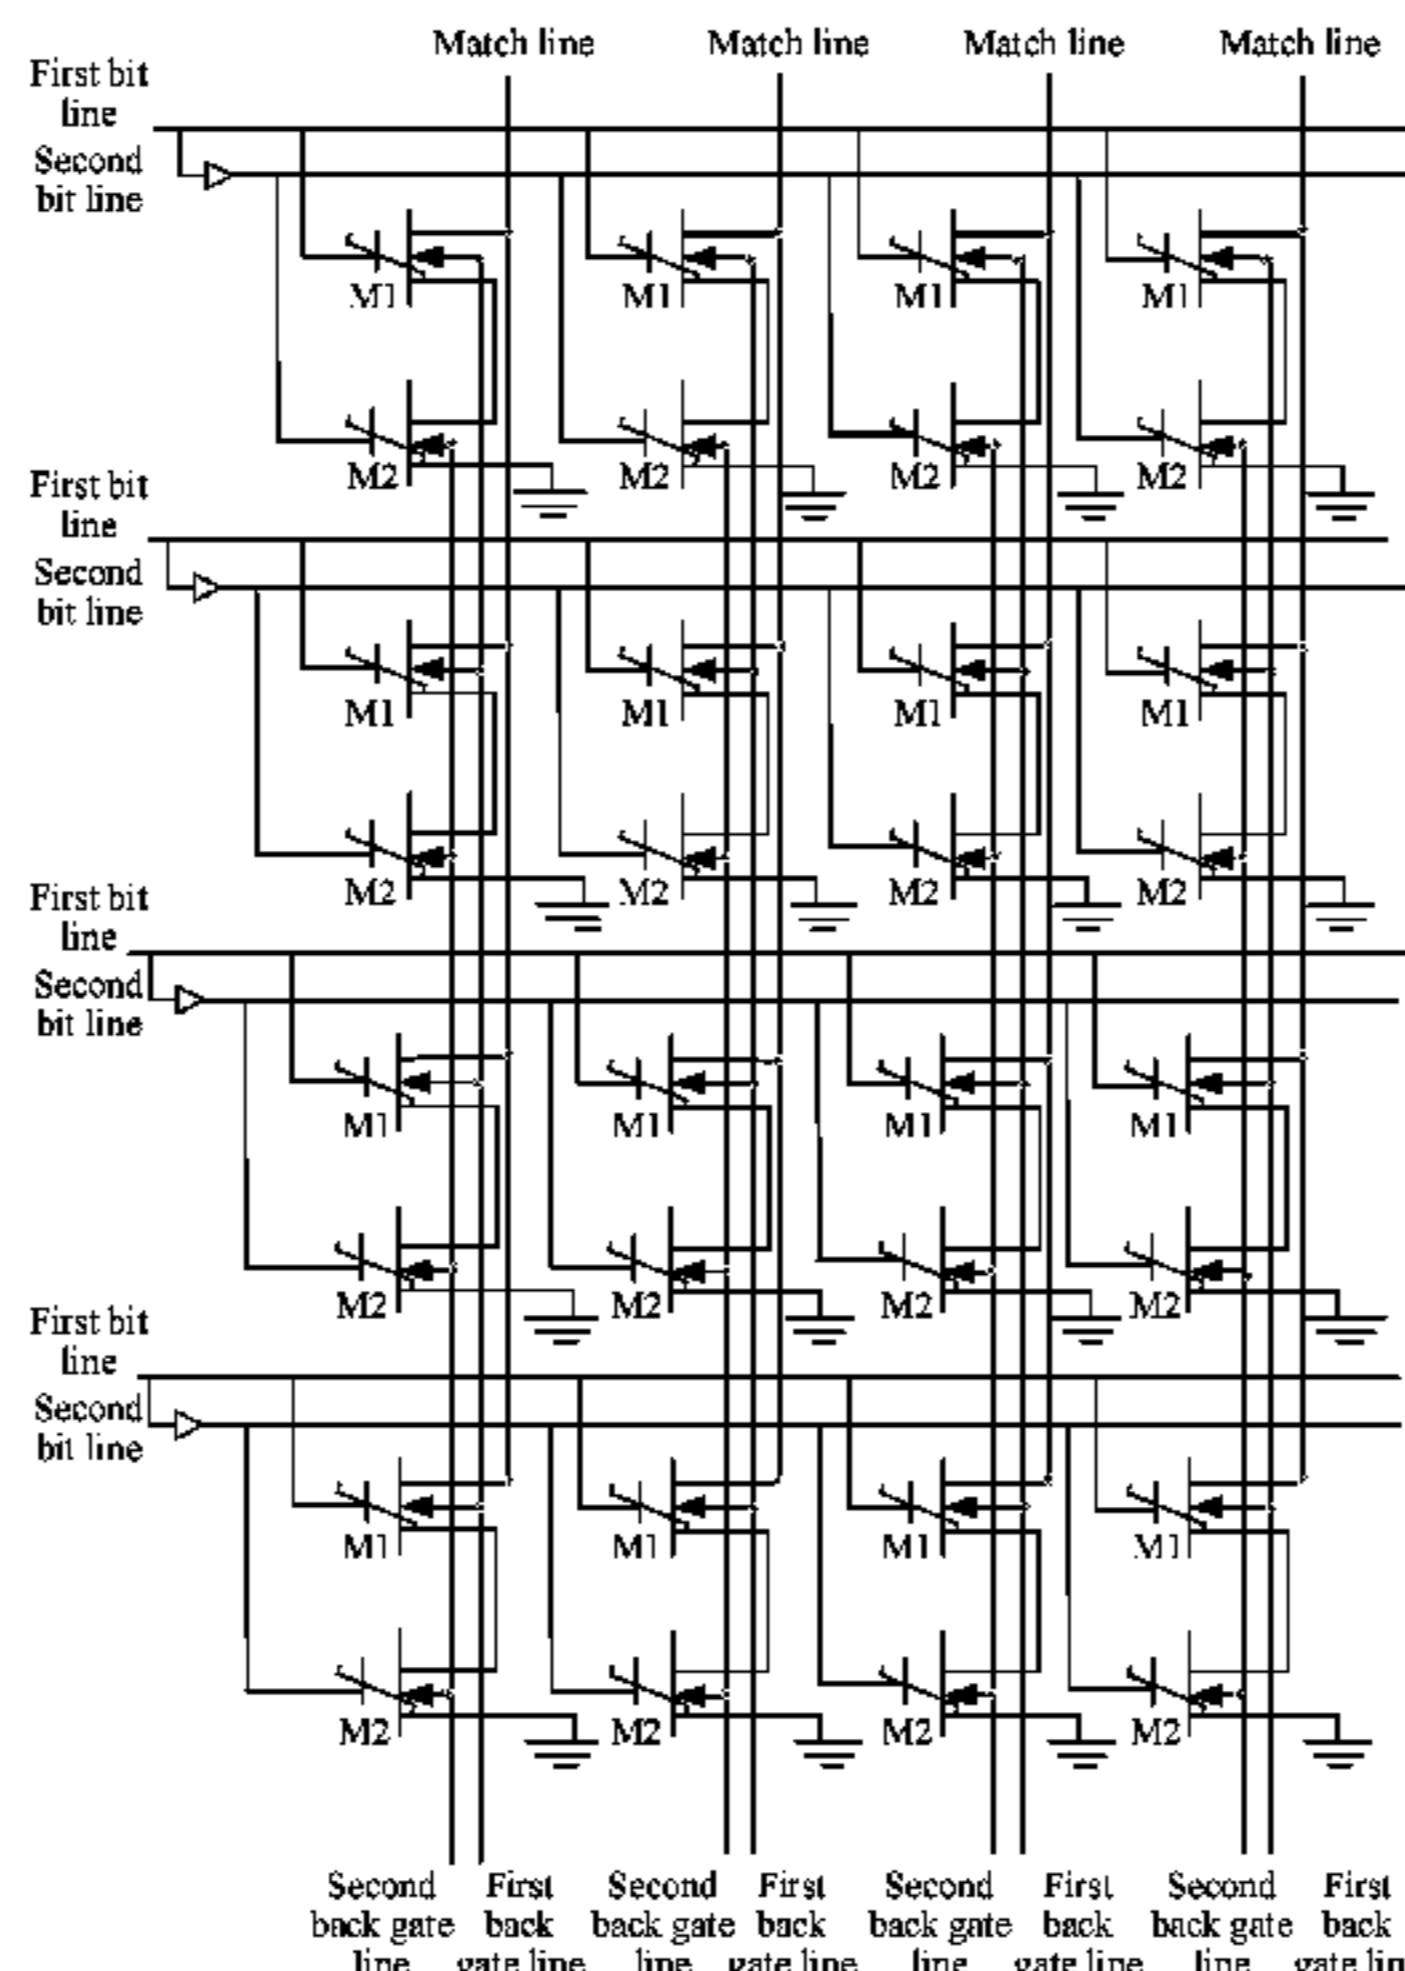 Match line Match line Match line Match line
First bit
line
Second
bit line
M1 M1 M1 M1
M2 M2 M2 M2
First bit
line
Second
bit line
M1 M1 M1 M1
M2 M2 M2 M2
First bit
line
Second
bit line
M1 M1 M1 M1
M2 M2 M2 M2
First bit
line
Second
bit line
M1 M1 M1 M1
M2 M2 M2 M2
Second First Second First Second First Second First
back gate back back gate back back gate back back gate back
line gate line line gate line line gate line line gate